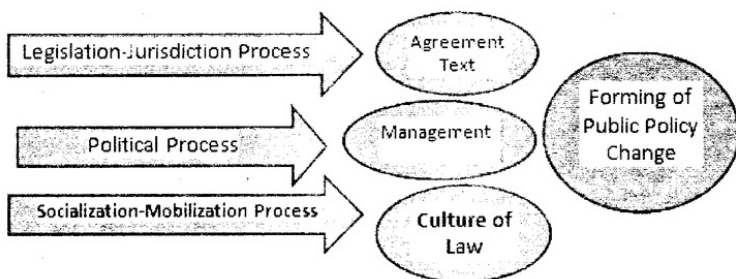 Legislation-Jurisdiction Process
Agreement
Text
Political Process
Management
Socialization-Mobilization Process
Culture of
Law
Forming of
Public Policy
Change